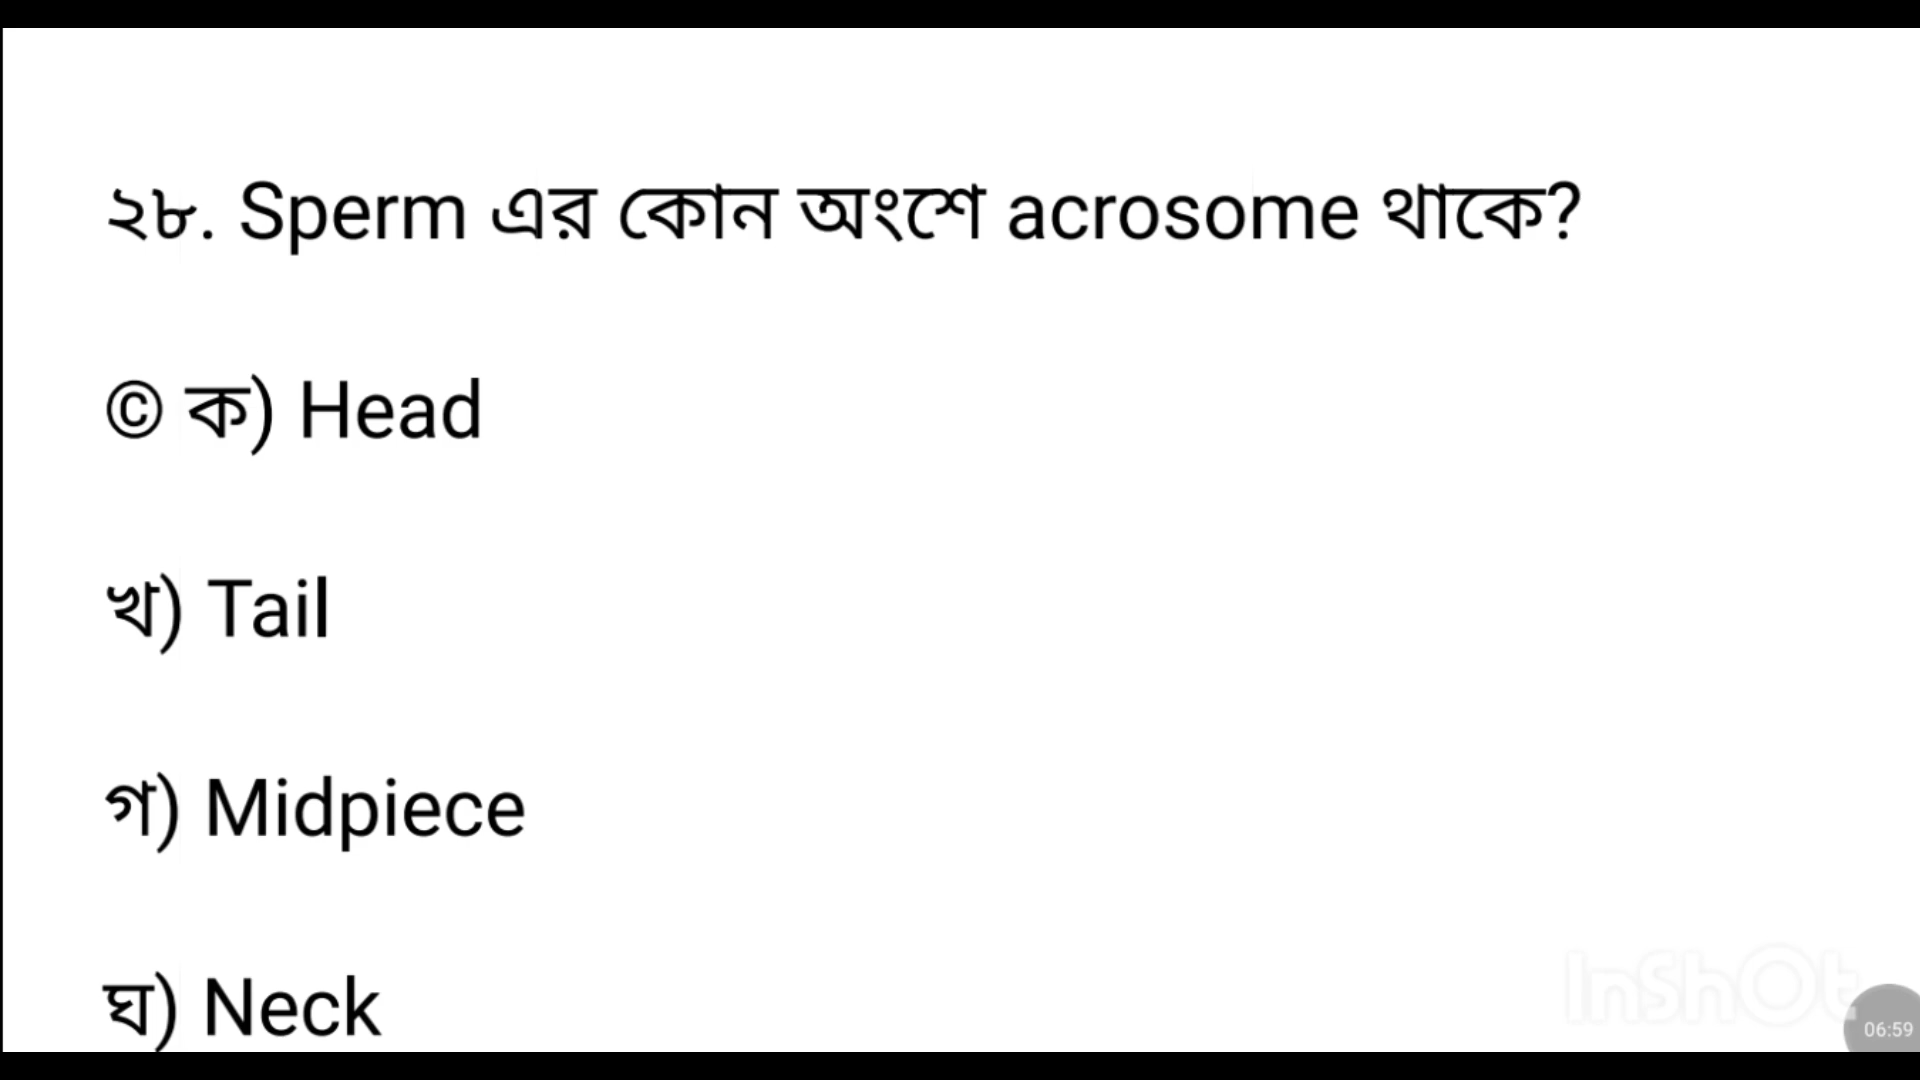 ২৮. Sperm এর কোন অংশে acrosome থাকে?
© ক) Head
খ) Tail
গ) Midpiece
ঘ) Neck
InShOt
06:59